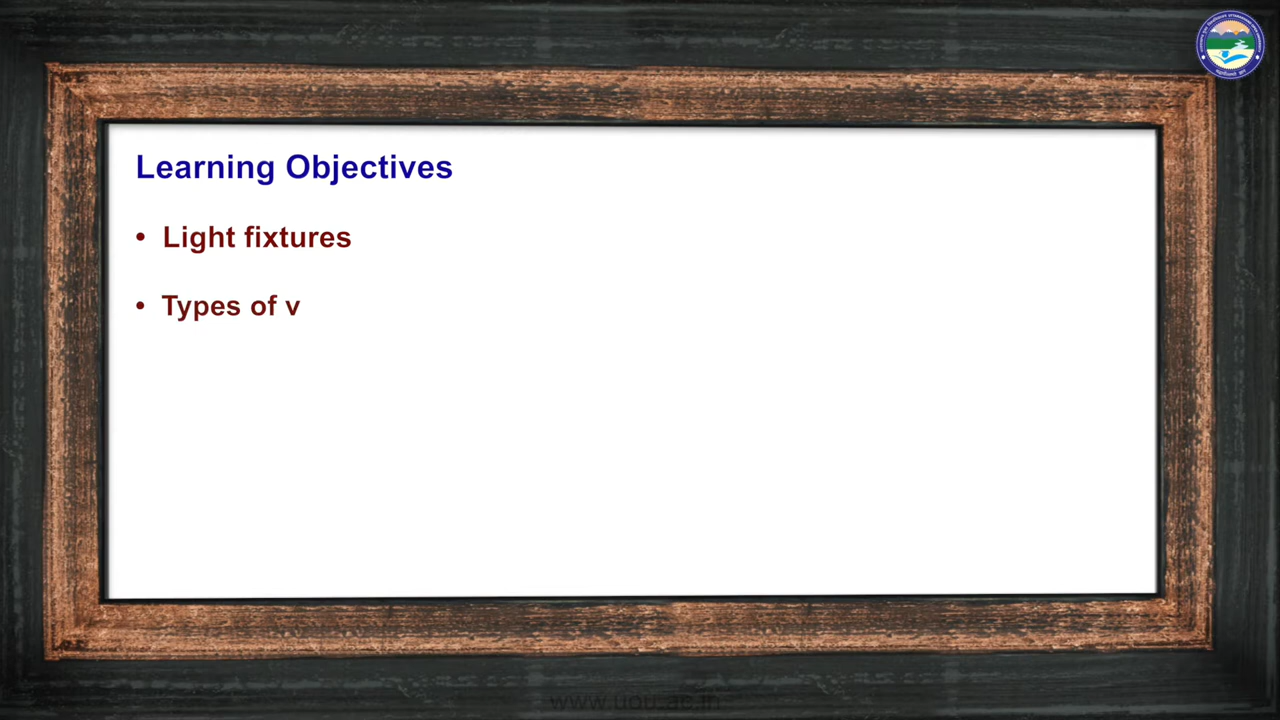 Learning Objectives
• Light fixtures
• Types of v
www.uou.ac.in